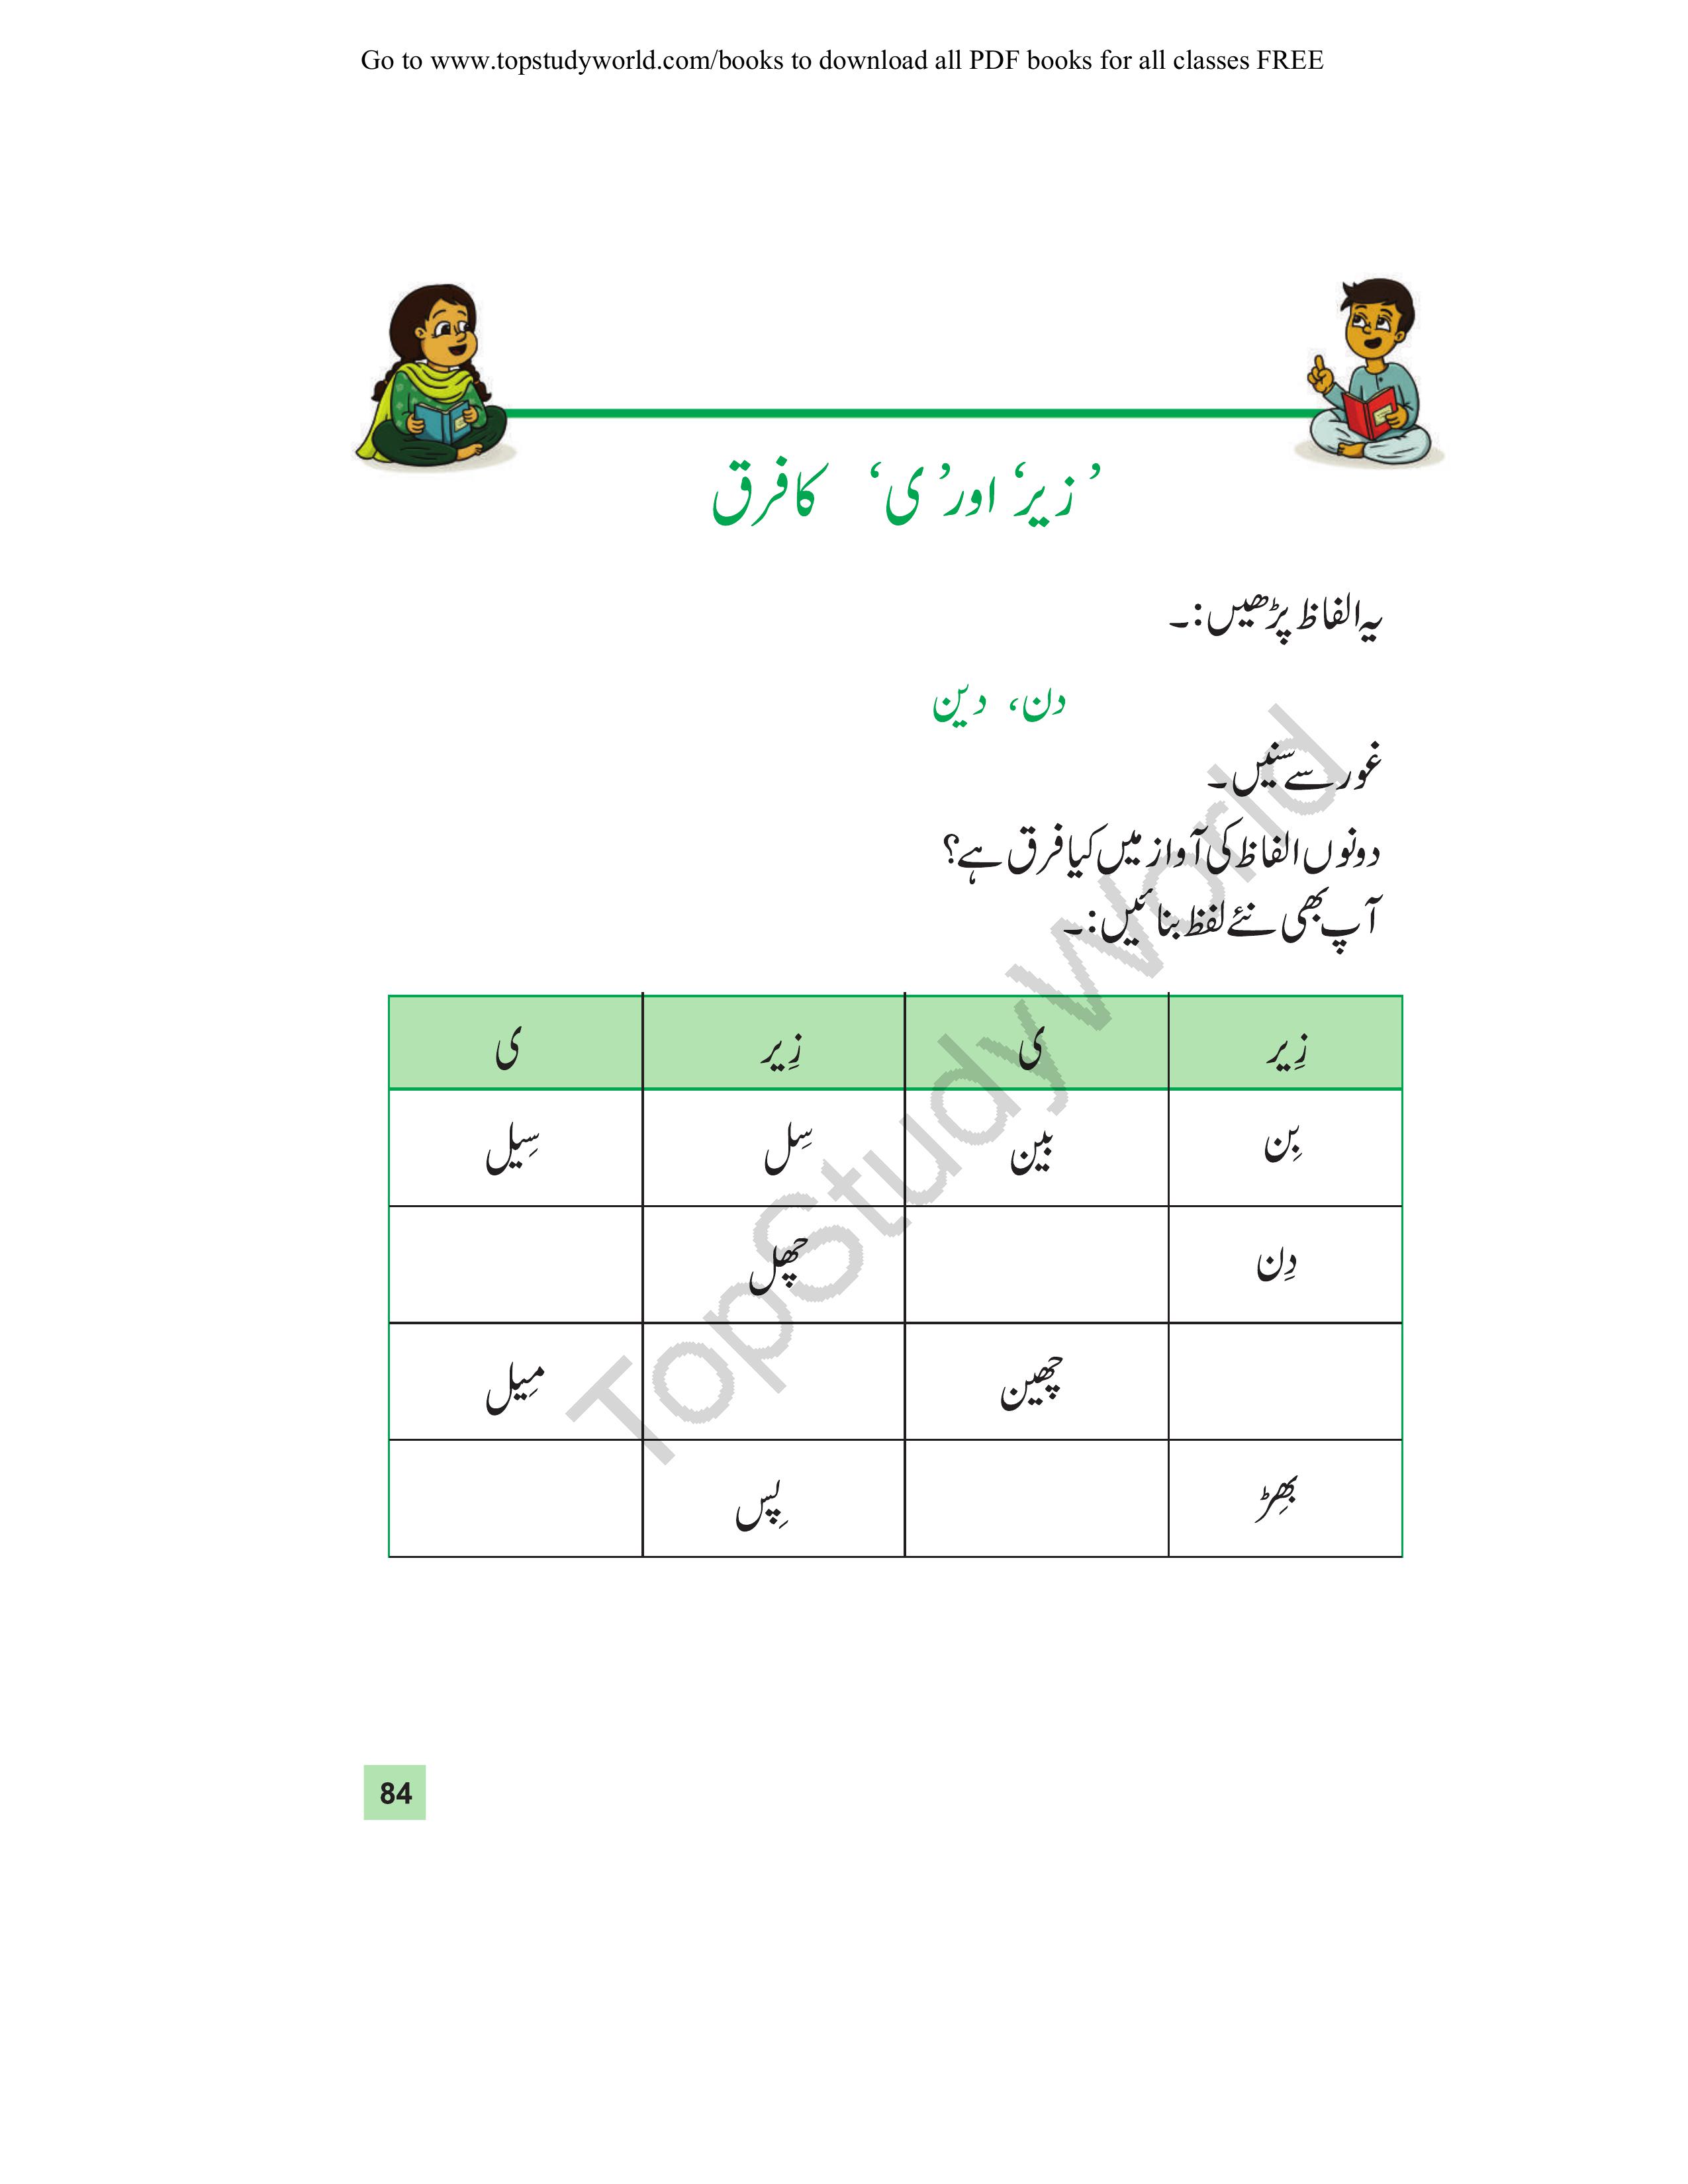 Go to www.topstudyworld.com/books to download all PDF books for all classes FREE
’زیر‘ اور ’ی‘ کا فرق
یہ الفاظ پڑھیں:۔
دن، دین
غور سے سنیں۔
دونوں الفاظ کی آواز میں کیا فرق ہے؟
آپ بھی نئے لفظ بنائیں:۔
زِیر ی زِیر ی
بِن بین سِل سِیل
دِن چھل
چھین مِیل
بھِڑ پِس
TopStudyWorld
84